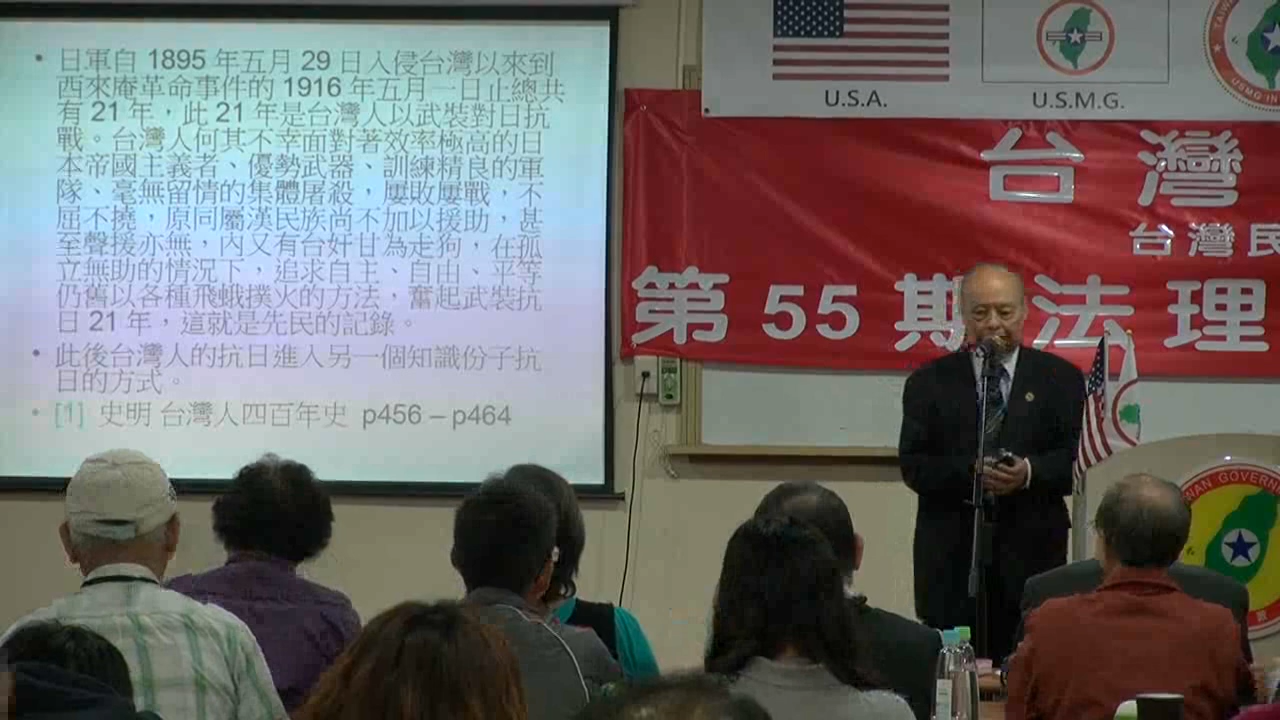 • 日軍自 1895 年五月 29 日入侵台灣以來到
西來庵革命事件的 1916 年五月一日止總共
有 21 年，此 21 年是台灣人以武裝對日抗
戰。台灣人何其不幸面對著效率極高的日
本帝國主義者、優勢武器、訓練精良的軍
隊、毫無留情的集體屠殺，屢敗屢戰，不
屈不撓，原同屬漢民族尚不加以援助，甚
至聲援亦無，內又有台奸甘為走狗，在孤
立無助的情況下，追求自主、自由、平等
仍舊以各種飛蛾撲火的方法，奮起武裝抗
日 21 年，這就是先民的記錄。
• 此後台灣人的抗日進入另一個知識份子抗
日的方式。
• [1] 史明 台灣人四百年史 p456 – p464
U.S.A.
U.S.M.G.
USMG IN
台灣
台灣民
第 55 期法理
WAN GOVERN